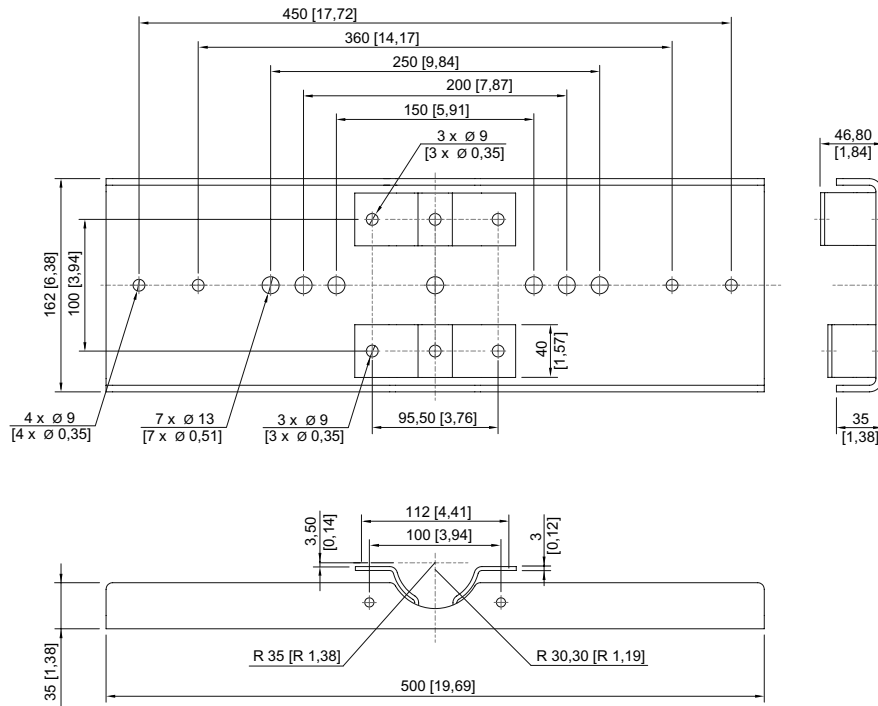 450 [17,72]
360 [14,17]
250 [9,84]
200 [7,87]
150 [5,91]
3 x Ø 9
[3 x Ø 0,35]
46,80
[1,84]
162 [6,38]
100 [3,94]
40
[1,57]
4 x Ø 9
[4 x Ø 0,35]
7 x Ø 13
[7 x Ø 0,51]
3 x Ø 9
[3 x Ø 0,35]
95,50 [3,76]
35
[1,38]
3,50
[0,14]
112 [4,41]
100 [3,94]
3
[0,12]
35 [1,38]
R 35 [R 1,38]
R 30,30 [R 1,19]
500 [19,69]